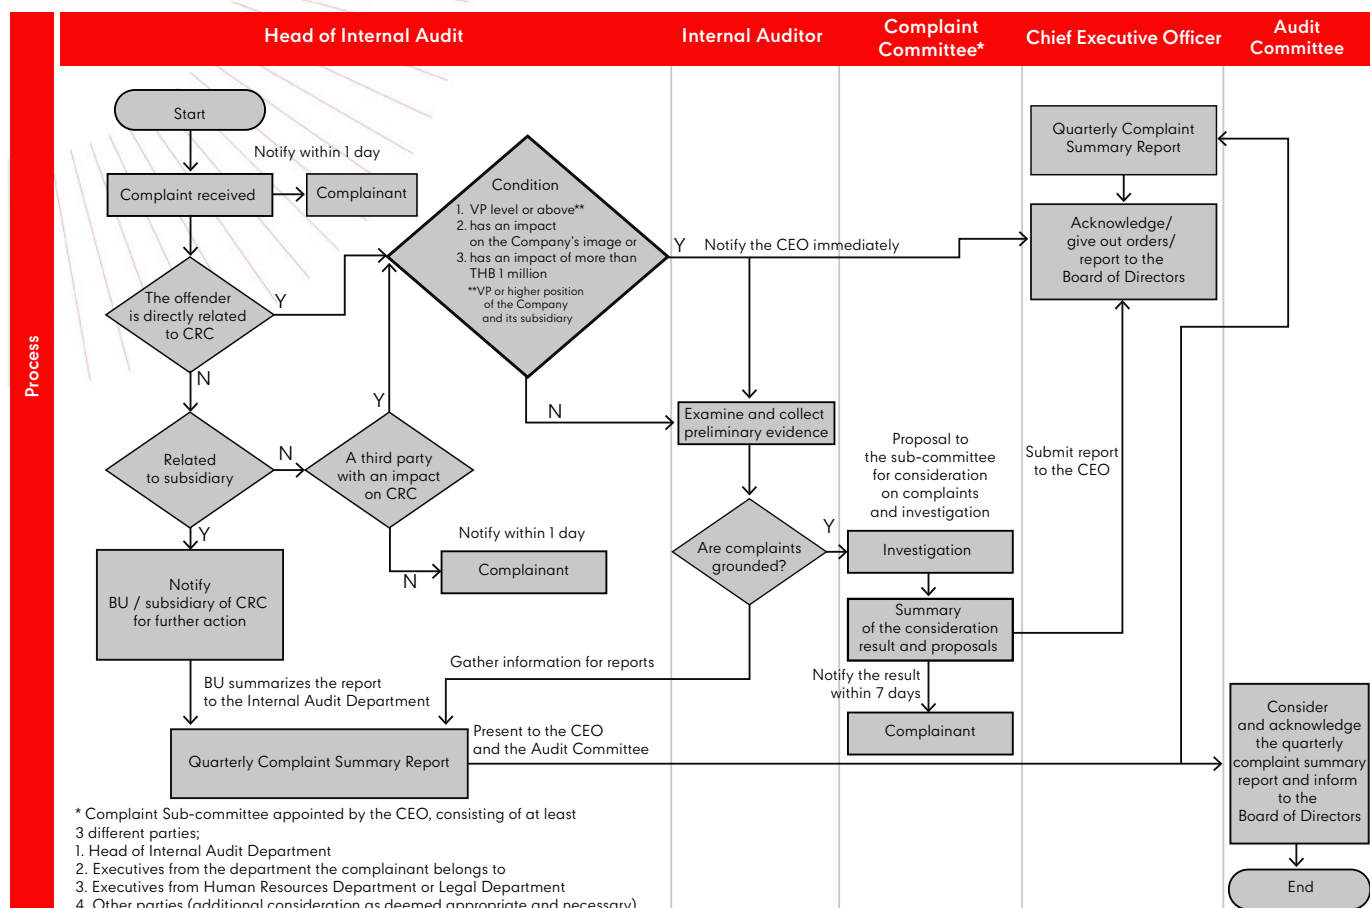 Head of Internal Audit
Internal Auditor
Complaint
Committee*
Chief Executive Officer
Audit
Committee
Process
Start
Notify within 1 day
Complaint received
Complainant
The offender
is directly related
to CRC
Y
N
Related
to subsidiary
N
Y
A third party
with an impact
on CRC
Y
N
Notify within 1 day
Complainant
Notify
BU / subsidiary of CRC
for further action
BU summarizes the report
to the Internal Audit Department
Condition
1. VP level or above**
2. has an impact
on the Company's image or
3. has an impact of more than
THB 1 million
**VP or higher position
of the Company
and its subsidiary
Y
Notify the CEO immediately
N
Examine and collect
preliminary evidence
Are complaints
grounded?
Y
Gather information for reports
Proposal to
the sub-committee
for consideration
on complaints
and investigation
Investigation
Summary
of the consideration
result and proposals
Notify the result
within 7 days
Complainant
Submit report
to the CEO
Quarterly Complaint
Summary Report
Acknowledge/
give out orders/
report to the
Board of Directors
Quarterly Complaint Summary Report
Present to the CEO
and the Audit Committee
Consider
and acknowledge
the quarterly
complaint summary
report and inform
to the
Board of Directors
End
* Complaint Sub-committee appointed by the CEO, consisting of at least
3 different parties;
1. Head of Internal Audit Department
2. Executives from the department the complainant belongs to
3. Executives from Human Resources Department or Legal Department
4. Other parties (additional consideration as deemed appropriate and necessary)